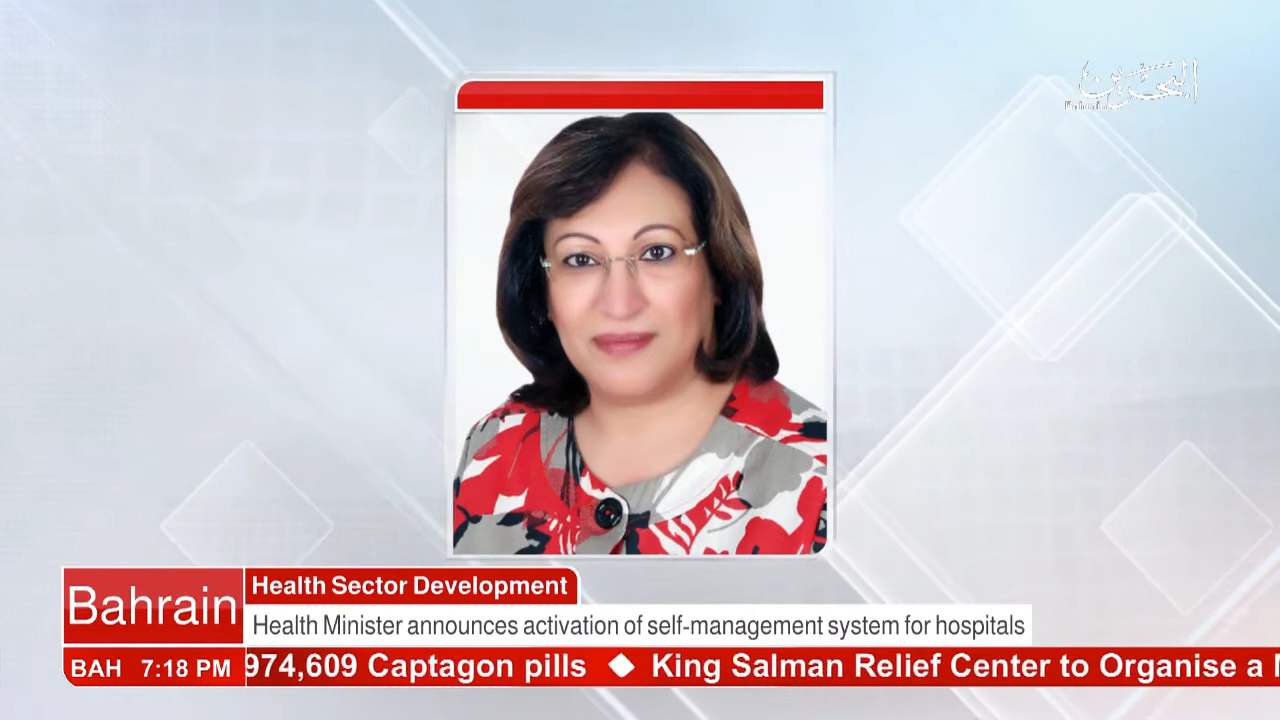 البحرين
Bahrain
Health Sector Development
Bahrain
Health Minister announces activation of self-management system for hospitals
BAH 7:18 PM 974,609 Captagon pills ◆ King Salman Relief Center to Organise a